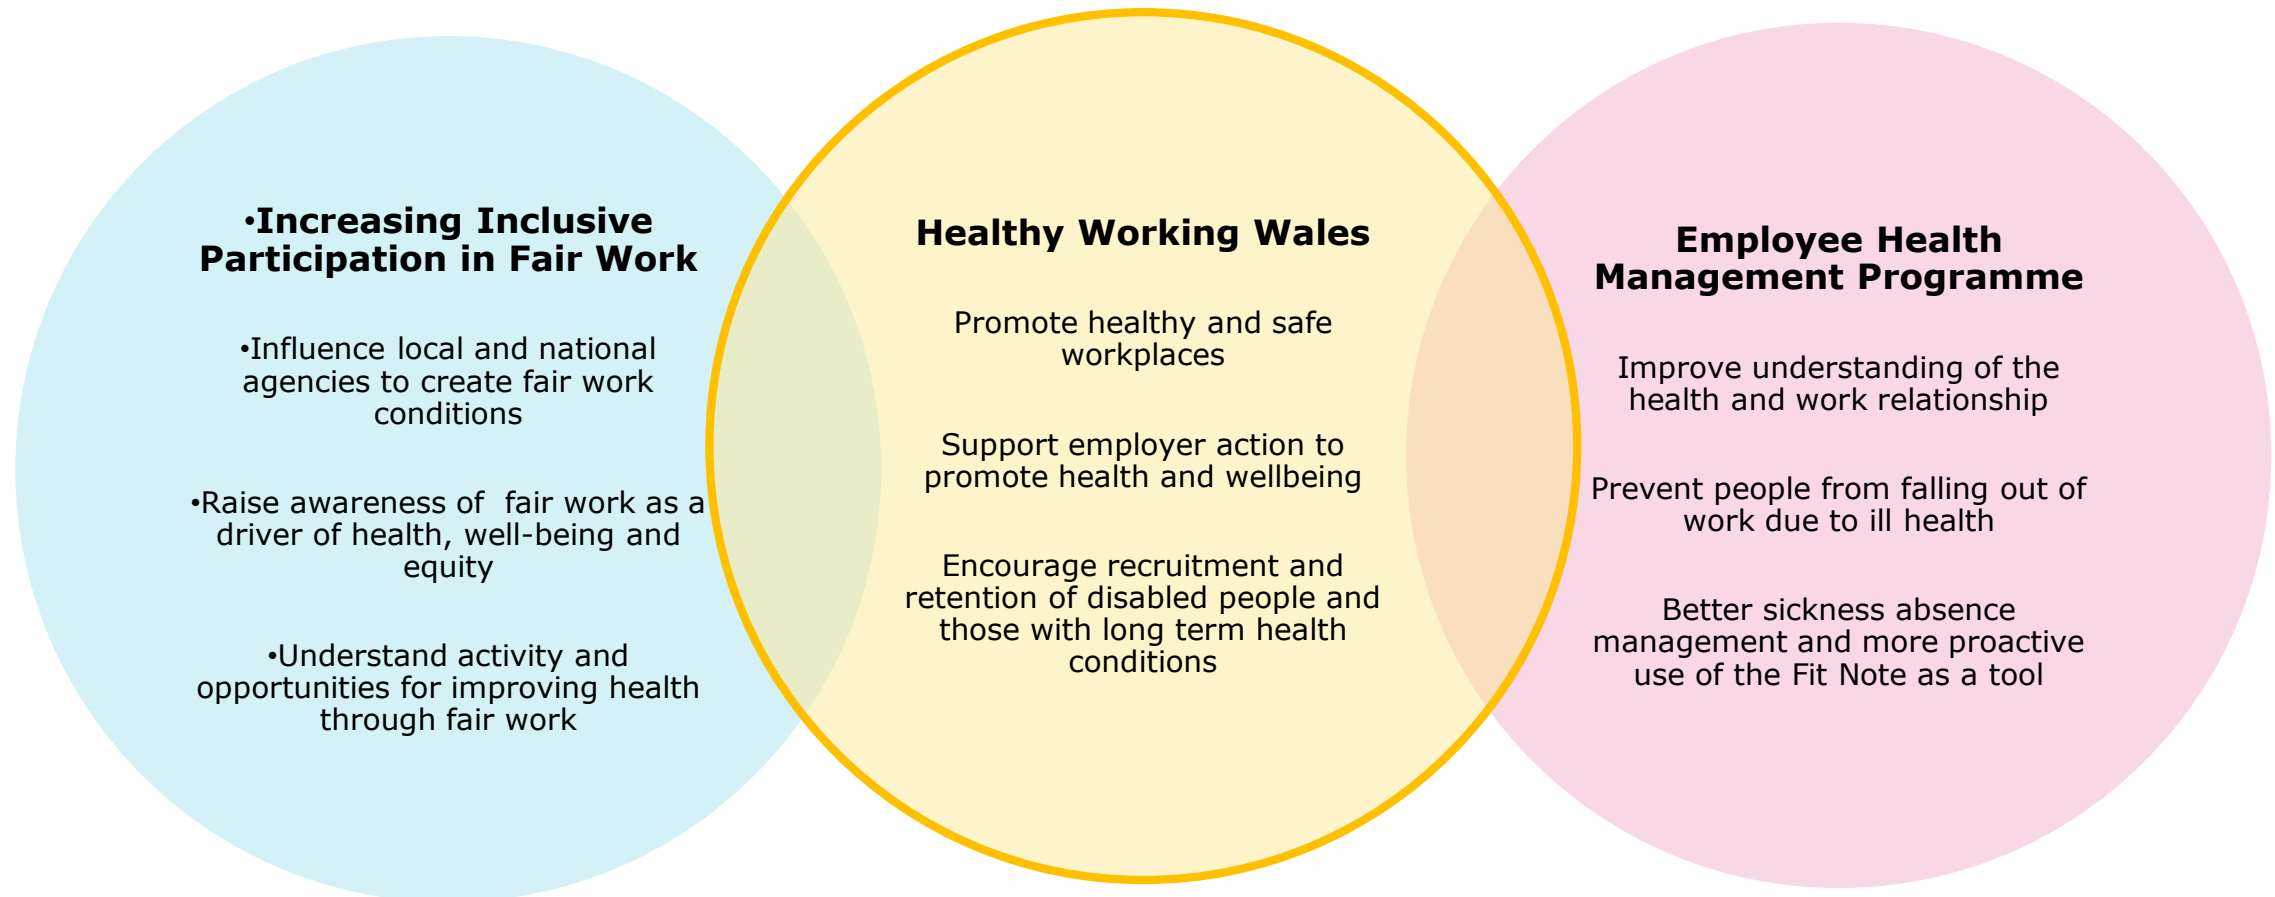 •Increasing Inclusive
Participation in Fair Work
•Influence local and national
agencies to create fair work
conditions
•Raise awareness of  fair work as a
driver of health, well-being and
equity
•Understand activity and
opportunities for improving health
through fair work
Healthy Working Wales
Promote healthy and safe
workplaces
Support employer action to
promote health and wellbeing
Encourage recruitment and
retention of disabled people and
those with long term health
conditions
Employee Health
Management Programme
Improve understanding of the
health and work relationship
Prevent people from falling out of
work due to ill health
Better sickness absence
management and more proactive
use of the Fit Note as a tool